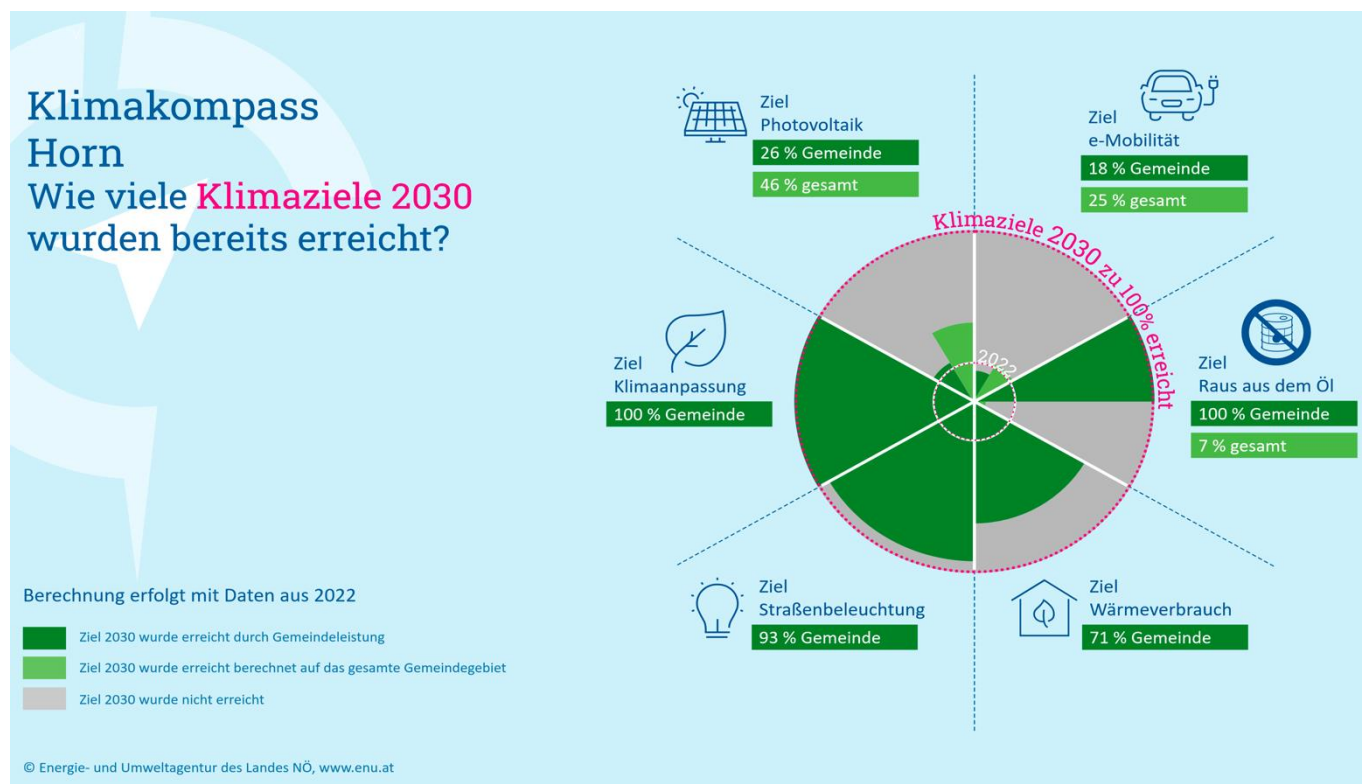 Klimakompass
Horn
Wie viele Klimaziele 2030
wurden bereits erreicht?
Ziel
Photovoltaik
26 % Gemeinde
46 % gesamt
Ziel
e-Mobilität
18 % Gemeinde
25 % gesamt
Klimaziele 2030 zu 100% erreicht
2022
Ziel
Klimaanpassung
100 % Gemeinde
Ziel
Raus aus dem Öl
100 % Gemeinde
7 % gesamt
Ziel
Straßenbeleuchtung
93 % Gemeinde
Ziel
Wärmeverbrauch
71 % Gemeinde
Berechnung erfolgt mit Daten aus 2022
Ziel 2030 wurde erreicht durch Gemeindeleistung
Ziel 2030 wurde erreicht berechnet auf das gesamte Gemeindegebiet
Ziel 2030 wurde nicht erreicht
© Energie- und Umweltagentur des Landes NÖ, www.enu.at